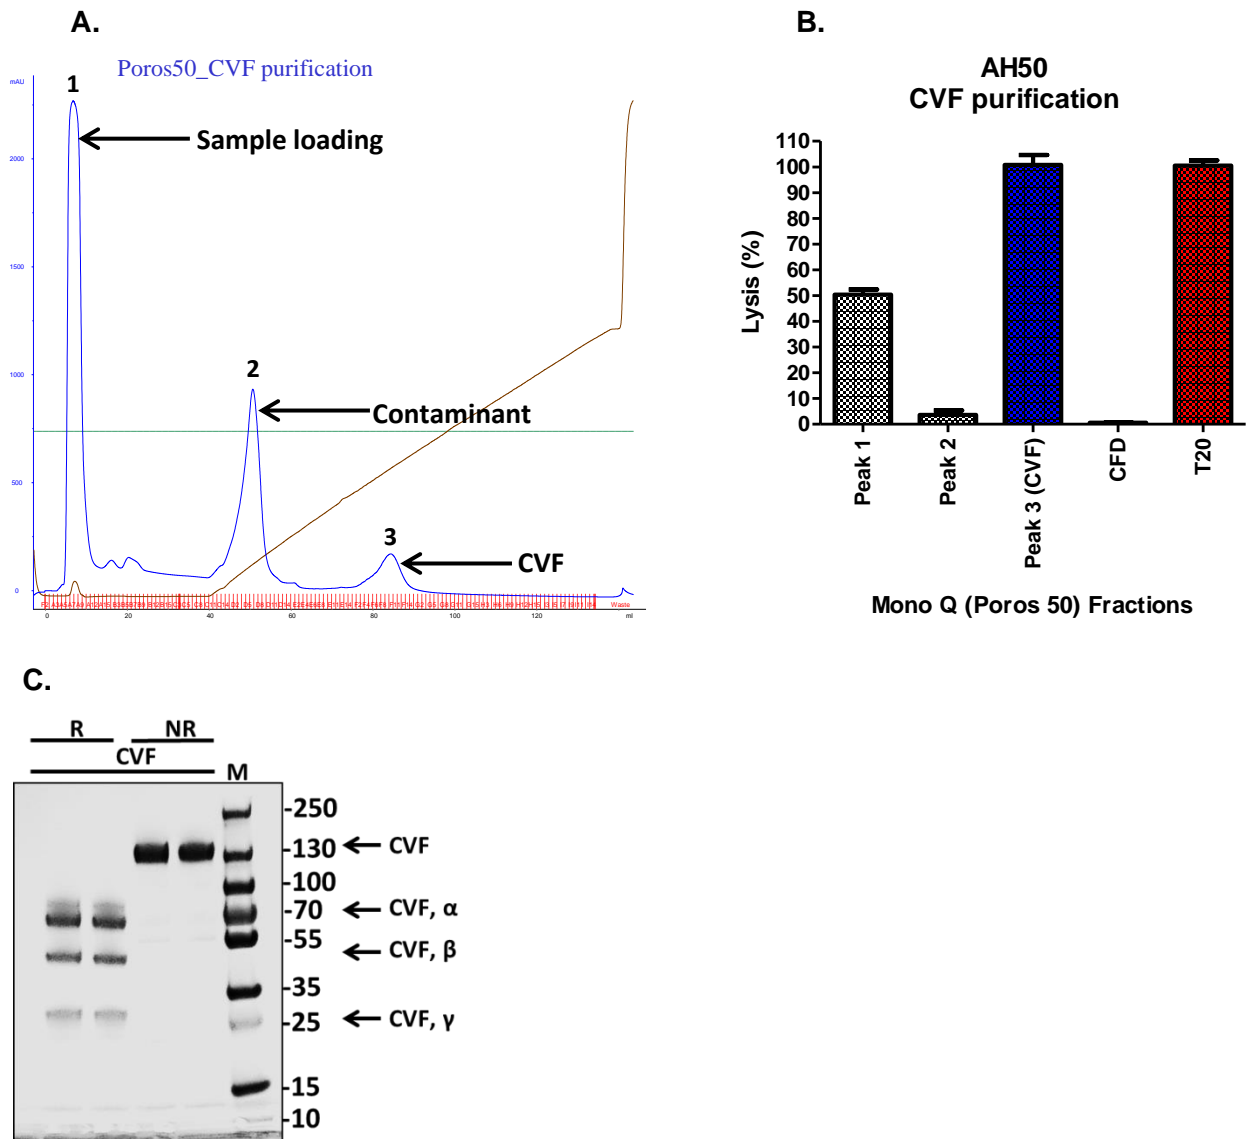 A.
Poros50_CVF purification
mAU
1
Sample loading
2000
1500
1000
2
Contaminant
500
3
CVF
0
0
20
40
60
80
100
120
ml
Waste
B.
AH50
CVF purification
110
100
90
80
70
60
50
40
30
20
10
0
Lysis (%)
Peak 1
Peak 2
Peak 3 (CVF)
CFD
T20
Mono Q (Poros 50) Fractions
C.
R
NR
CVF
M
-250
-130
CVF
-100
-70
CVF, α
-55
CVF, β
-35
-25
CVF, γ
-15
-10